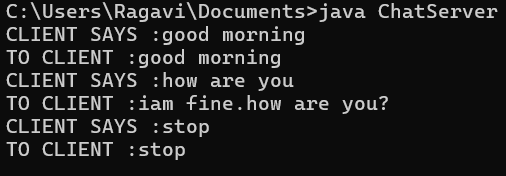 C:\Users\Ragavi\Documents>java ChatServer
CLIENT SAYS :good morning
TO CLIENT :good morning
CLIENT SAYS :how are you
TO CLIENT :iam fine.how are you?
CLIENT SAYS :stop
TO CLIENT :stop